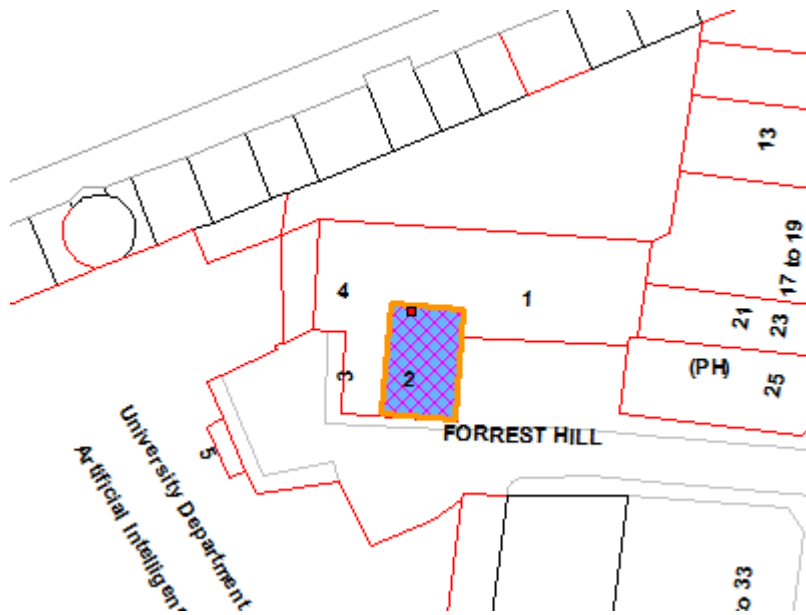 13
17 to 19
4
1
21
23
(PH)
25
3
2
FORREST HILL
5
University Department
Artificial Intelligen
to 33